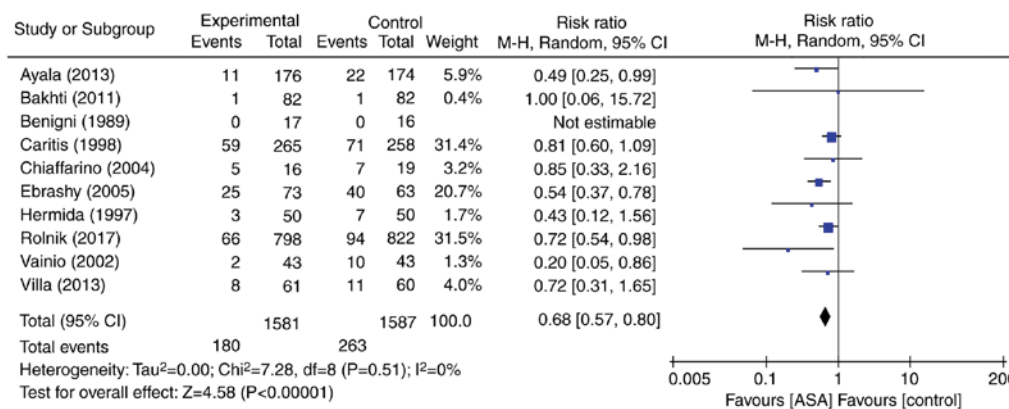 Study or Subgroup Experimental Control Risk ratio Risk ratio
Events Total Events Total Weight M-H, Random, 95% CI M-H, Random, 95% CI
Ayala (2013) 11 176 22 174 5.9% 0.49 [0.25, 0.99]
Bakhti (2011) 1 82 1 82 0.4% 1.00 [0.06, 15.72]
Benigni (1989) 0 17 0 16 Not estimable
Caritis (1998) 59 265 71 258 31.4% 0.81 [0.60, 1.09]
Chiaffarino (2004) 5 16 7 19 3.2% 0.85 [0.33, 2.16]
Ebrashy (2005) 25 73 40 63 20.7% 0.54 [0.37, 0.78]
Hermida (1997) 3 50 7 50 1.7% 0.43 [0.12, 1.56]
Rolnik (2017) 66 798 94 822 31.5% 0.72 [0.54, 0.98]
Vainio (2002) 2 43 10 43 1.3% 0.20 [0.05, 0.86]
Villa (2013) 8 61 11 60 4.0% 0.72 [0.31, 1.65]
Total (95% CI) 1581 1587 100.0 0.68 [0.57, 0.80]
Total events 180 263
Heterogeneity: Tau²=0.00; Chi²=7.28, df=8 (P=0.51); I²=0%
Test for overall effect: Z=4.58 (P<0.00001)
0.005 0.1 1 10 200
Favours [ASA] Favours [control]